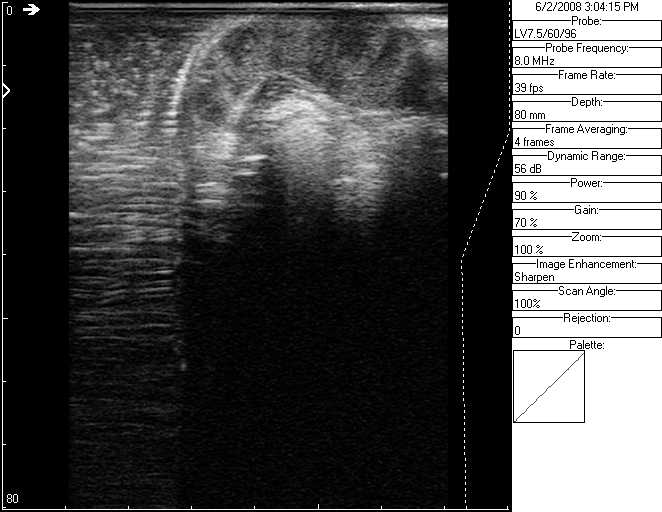 0
80
6/2/2008 3:04:15 PM
Probe:
LV7.5/60/96
Probe Frequency:
8.0 MHz
Frame Rate:
39 fps
Depth:
80 mm
Frame Averaging:
4 frames
Dynamic Range:
56 dB
Power:
90 %
Gain:
70 %
Zoom:
100 %
Image Enhancement:
Sharpen
Scan Angle:
100%
Rejection:
0
Palette: